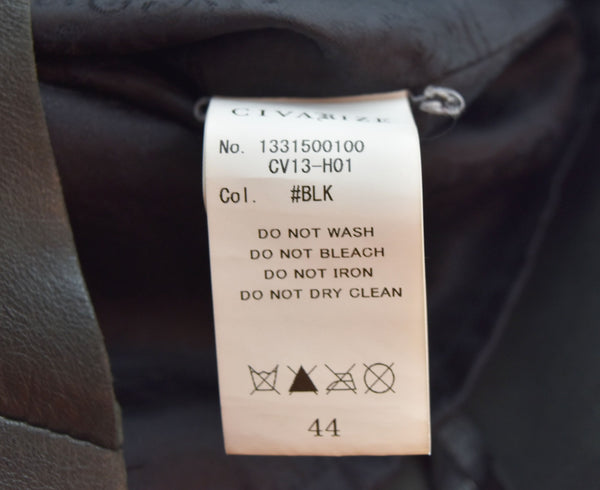 CIVARIZE
No. 1331500100
CV13-H01
Col. #BLK
DO NOT WASH
DO NOT BLEACH
DO NOT IRON
DO NOT DRY CLEAN
44